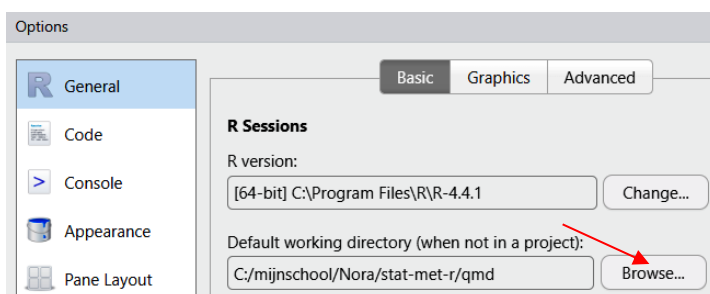 Options
General
Code
Console
Appearance
Pane Layout
Basic Graphics Advanced
R Sessions
R version:
[64-bit] C:\Program Files\R\R-4.4.1 Change...
Default working directory (when not in a project):
C:/mijnschool/Nora/stat-met-r/qmd Browse...